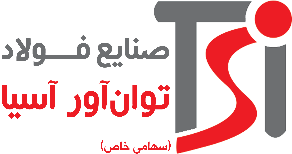 صنایع فولاد
توان‌آور آسیا
(سهامی خاص)
TSi